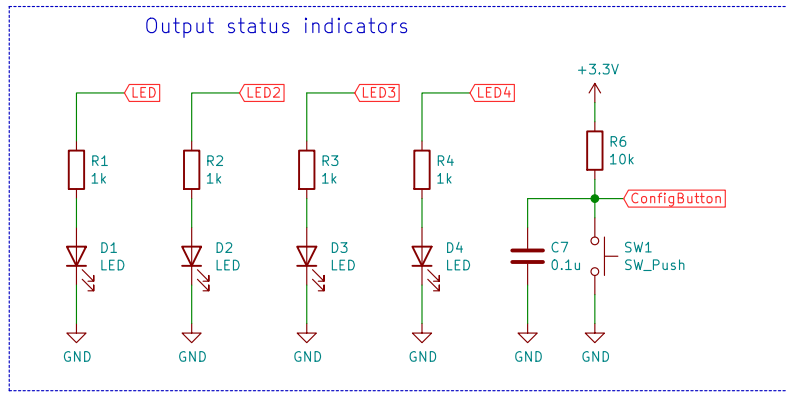 Output status indicators
LED
LED2
LED3
LED4
+3.3V
R1
1k
R2
1k
R3
1k
R4
1k
R6
10k
ConfigButton
D1
LED
D2
LED
D3
LED
D4
LED
C7
0.1u
SW1
SW_Push
GND
GND
GND
GND
GND
GND